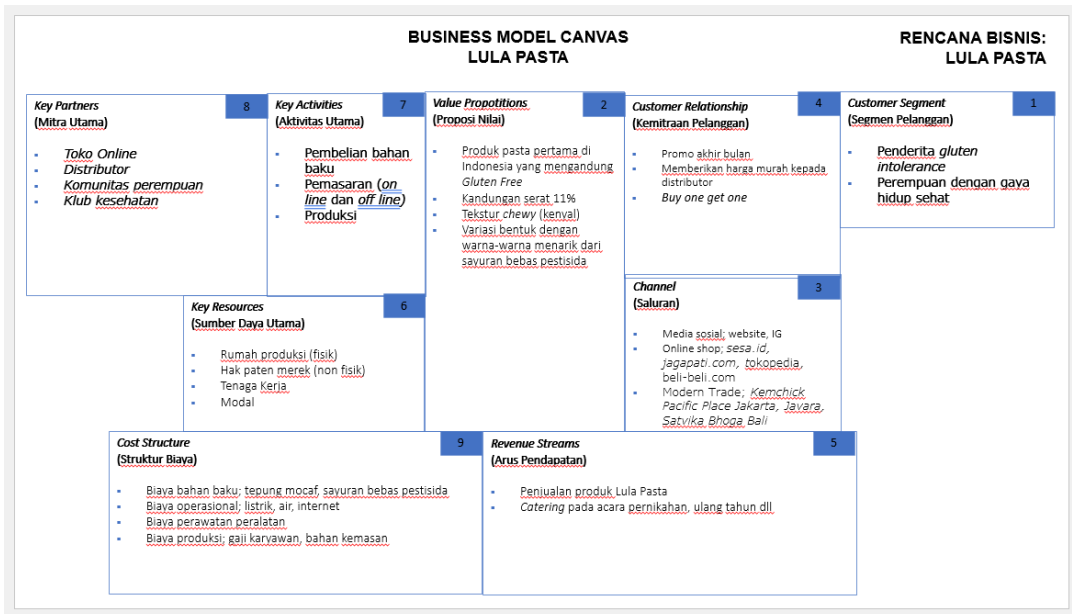 BUSINESS MODEL CANVAS
LULA PASTA
RENCANA BISNIS:
LULA PASTA
Key Partners
(Mitra Utama)
8
Toko Online
Distributor
Komunitas perempuan
Klub kesehatan
Key Activities
(Aktivitas Utama)
7
Pembelian bahan
baku
Pemasaran (on
line dan off line)
Produksi
Value Propotitions
(Proposi Nilai)
2
Produk pasta pertama di
Indonesia yang mengandung
Gluten Free
Kandungan serat 11%
Tekstur chewy (kenyal)
Variasi bentuk dengan
warna-warna menarik dari
sayuran bebas pestisida
Customer Relationship
(Kemitraan Pelanggan)
4
Promo akhir bulan
Memberikan harga murah kepada
distributor
Buy one get one
Customer Segment
(Segmen Pelanggan)
1
Penderita gluten
intolerance
Perempuan dengan gaya
hidup sehat
Key Resources
(Sumber Daya Utama)
6
Rumah produksi (fisik)
Hak paten merek (non fisik)
Tenaga Kerja
Modal
Channel
(Saluran)
3
Media sosial; website, IG
Online shop; sesa.id,
jagapati.com, tokopedia,
beli-beli.com
Modern Trade; Kemchick
Pacific Place Jakarta, Javara,
Satvika Bhoga Bali
Cost Structure
(Struktur Biaya)
9
Biaya bahan baku; tepung mocaf, sayuran bebas pestisida
Biaya operasional; listrik, air, internet
Biaya perawatan peralatan
Biaya produksi; gaji karyawan, bahan kemasan
Revenue Streams
(Arus Pendapatan)
5
Penjualan produk Lula Pasta
Catering pada acara pernikahan, ulang tahun dll